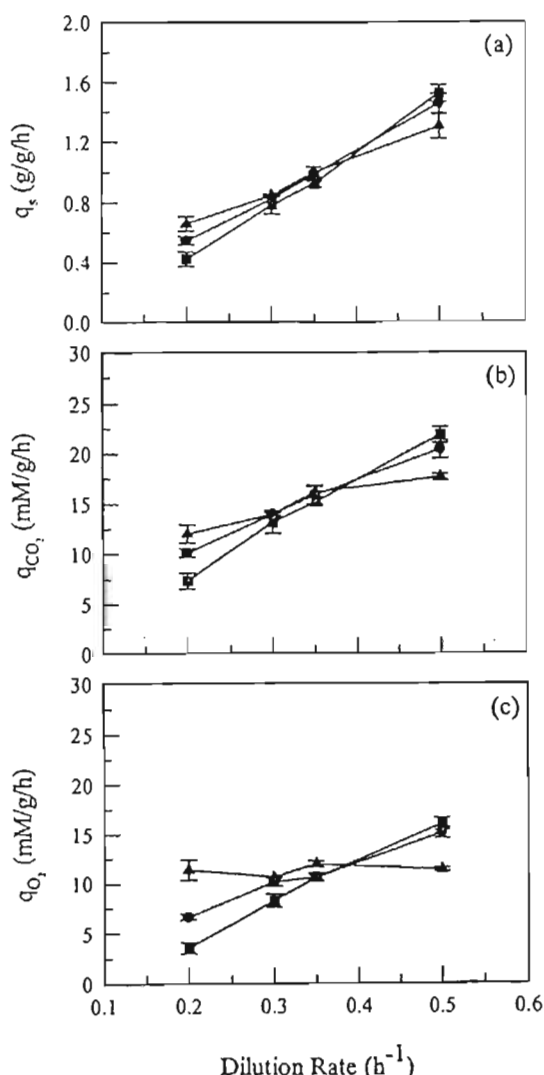 (a)
2.0
1.6
1.2
0.8
0.4
0.0
q_s (g/g/h)
(b)
30
25
20
15
10
5
0
q_CO₂ (mM/g/h)
(c)
30
25
20
15
10
5
0
q_O₂ (mM/g/h)
0.1 0.2 0.3 0.4 0.5 0.6
Dilution Rate (h⁻¹)